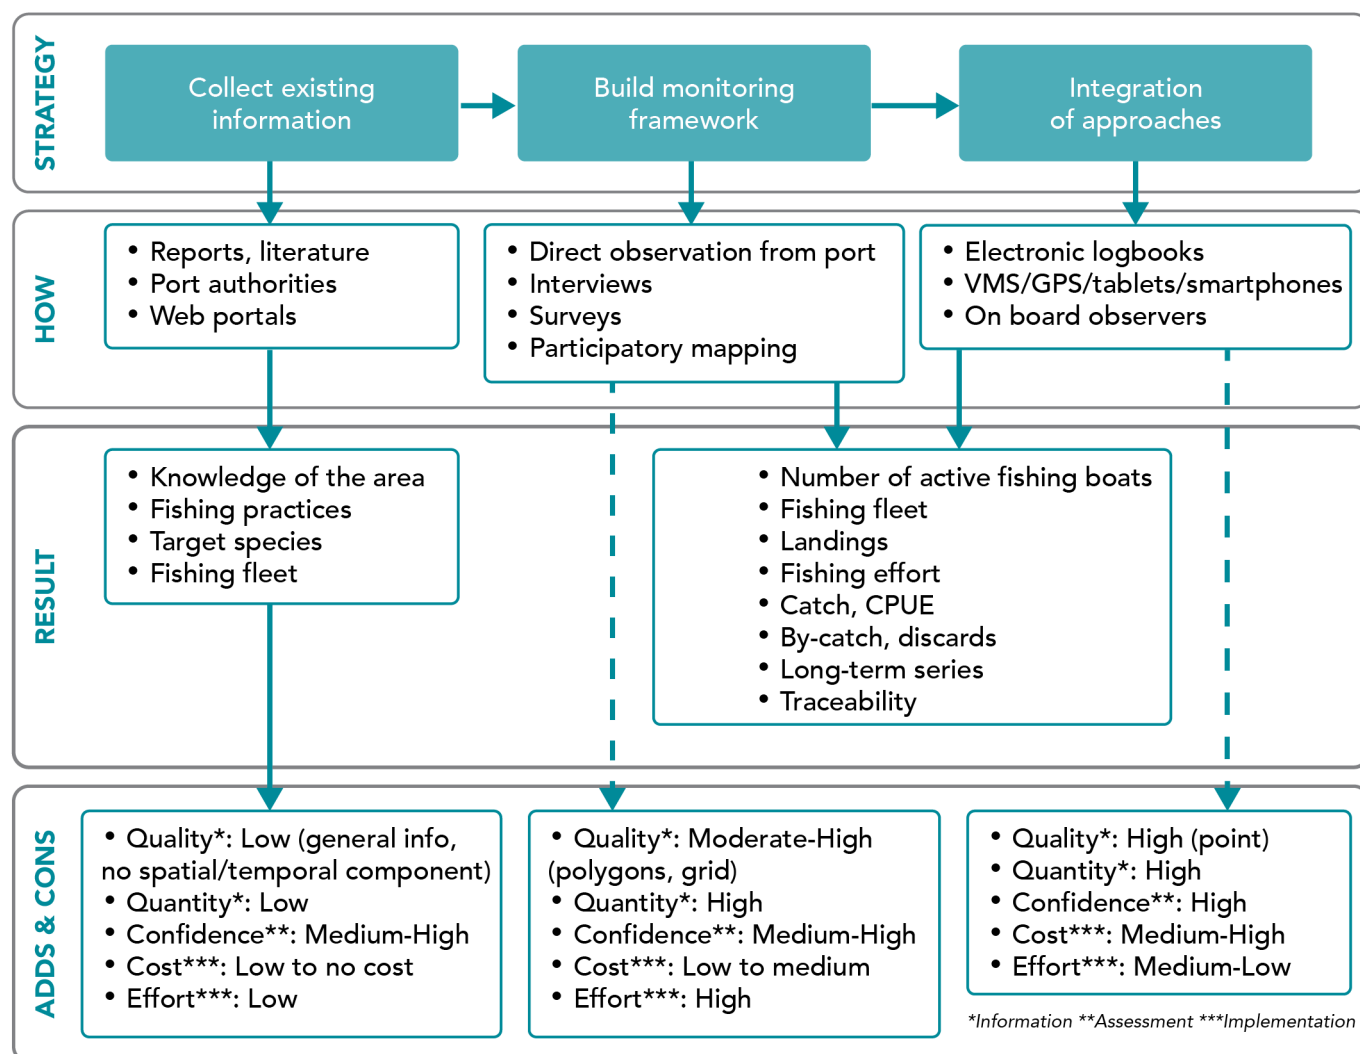 STRATEGY
Collect existing
information
Build monitoring
framework
Integration
of approaches
HOW
• Reports, literature
• Port authorities
• Web portals
• Direct observation from port
• Interviews
• Surveys
• Participatory mapping
• Electronic logbooks
• VMS/GPS/tablets/smartphones
• On board observers
RESULT
• Knowledge of the area
• Fishing practices
• Target species
• Fishing fleet
• Number of active fishing boats
• Fishing fleet
• Landings
• Fishing effort
• Catch, CPUE
• By-catch, discards
• Long-term series
• Traceability
ADDS & CONS
• Quality*: Low (general info,
no spatial/temporal component)
• Quantity*: Low
• Confidence**: Medium-High
• Cost***: Low to no cost
• Effort***: Low
• Quality*: Moderate-High
(polygons, grid)
• Quantity*: High
• Confidence**: Medium-High
• Cost***: Low to medium
• Effort***: High
• Quality*: High (point)
• Quantity*: High
• Confidence**: High
• Cost***: Medium-High
• Effort***: Medium-Low
*Information **Assessment ***Implementation